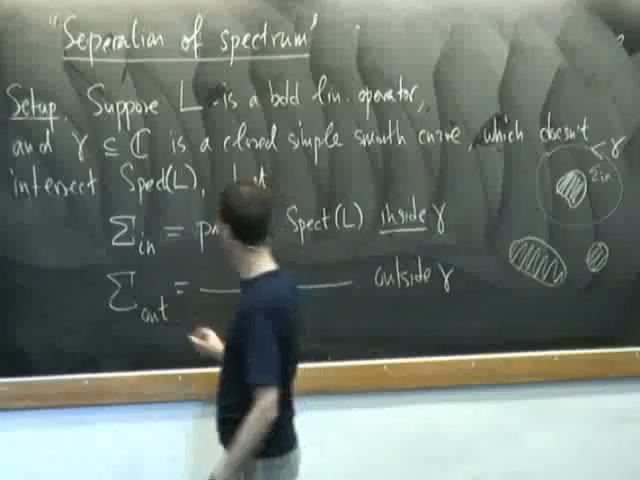 "Seperation of spectrum"
Setup. Suppose L is a bdd lin. operator,
and γ ⊆ ℂ is a closed simple smooth curve, which doesn't
intersect Spect(L),
Σin = Spect(L) inside γ
Σout = outside γ
γ
Σin